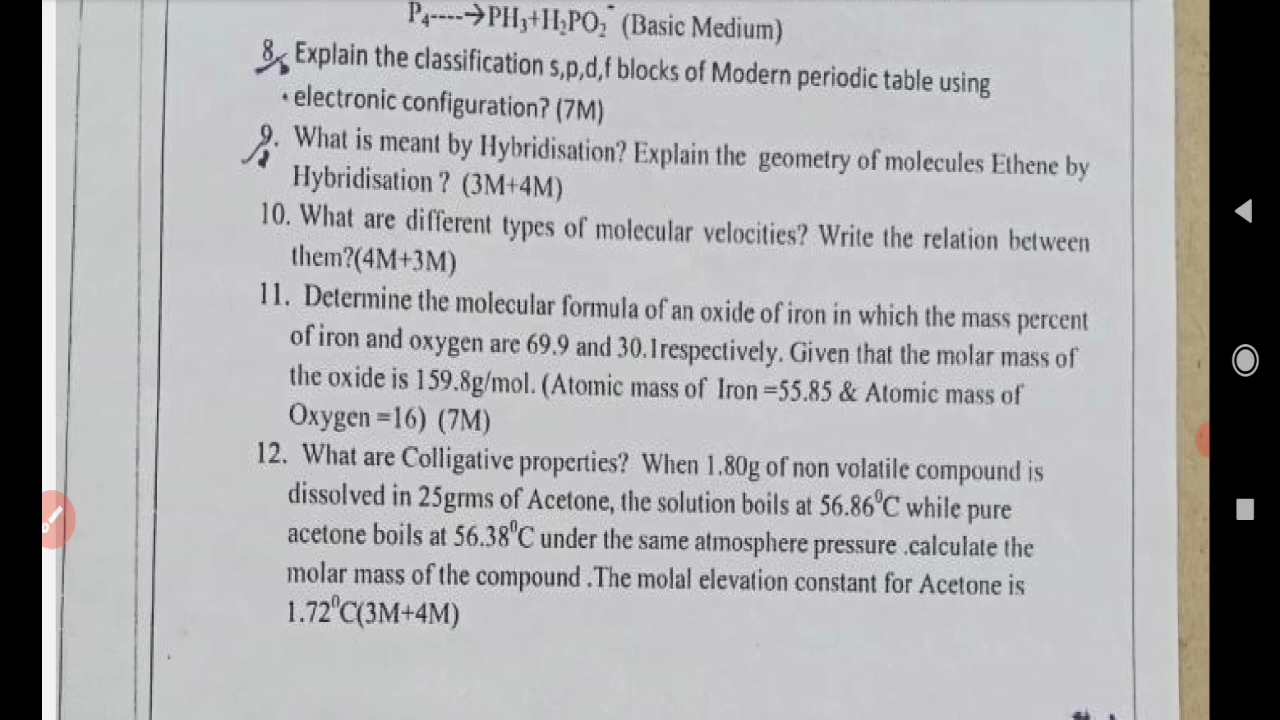 P₄----→PH₃+H₂PO₂⁻ (Basic Medium)
8. Explain the classification s,p,d,f blocks of Modern periodic table using
electronic configuration? (7M)
9. What is meant by Hybridisation? Explain the geometry of molecules Ethene by
Hybridisation ? (3M+4M)
10. What are different types of molecular velocities? Write the relation between
them?(4M+3M)
11. Determine the molecular formula of an oxide of iron in which the mass percent
of iron and oxygen are 69.9 and 30.1respectively. Given that the molar mass of
the oxide is 159.8g/mol. (Atomic mass of Iron =55.85 & Atomic mass of
Oxygen =16) (7M)
12. What are Colligative properties? When 1.80g of non volatile compound is
dissolved in 25grms of Acetone, the solution boils at 56.86⁰C while pure
acetone boils at 56.38⁰C under the same atmosphere pressure .calculate the
molar mass of the compound .The molal elevation constant for Acetone is
1.72⁰C(3M+4M)